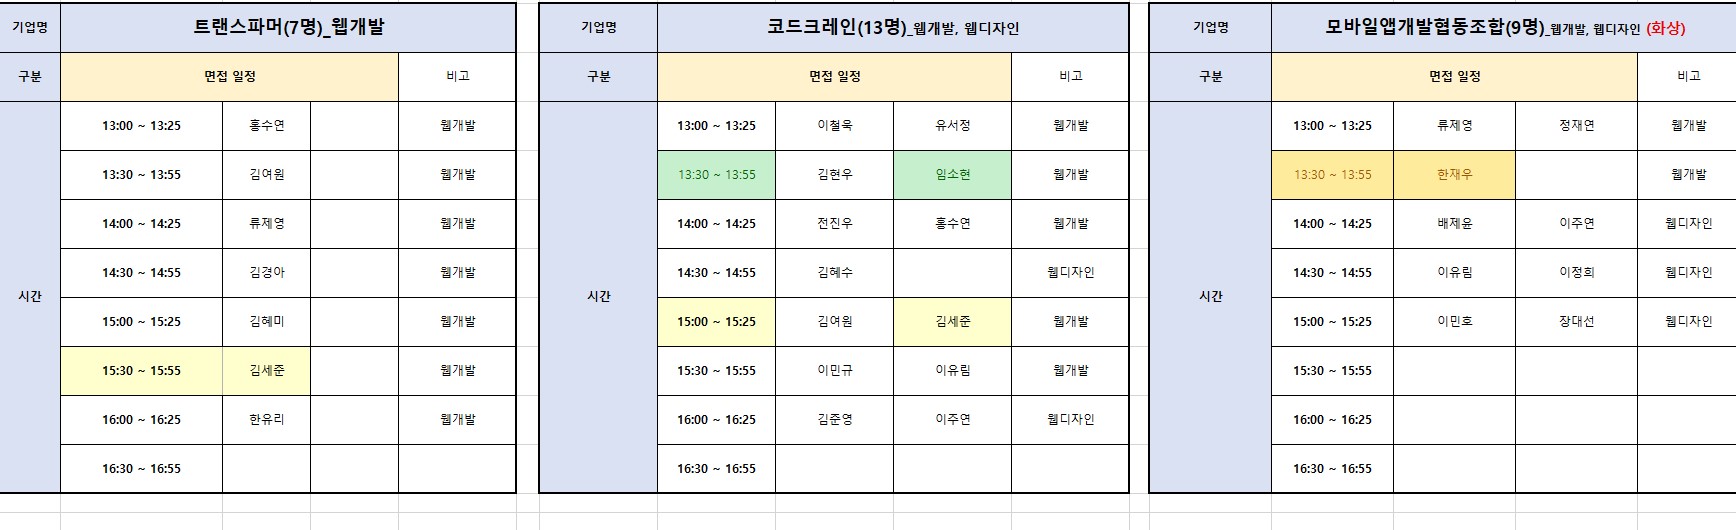 기업명 트랜스파머(7명)_웹개발
구분 면접 일정 비고
시간
13:00 ~ 13:25 홍수연 웹개발
13:30 ~ 13:55 김여원 웹개발
14:00 ~ 14:25 류제영 웹개발
14:30 ~ 14:55 김경아 웹개발
15:00 ~ 15:25 김혜미 웹개발
15:30 ~ 15:55 김세준 웹개발
16:00 ~ 16:25 한유리 웹개발
16:30 ~ 16:55
기업명 코드크레인(13명)_웹개발, 웹디자인
구분 면접 일정 비고
시간
13:00 ~ 13:25 이철욱 유서정 웹개발
13:30 ~ 13:55 김현우 임소현 웹개발
14:00 ~ 14:25 전진우 홍수연 웹개발
14:30 ~ 14:55 김혜수 웹디자인
15:00 ~ 15:25 김여원 김세준 웹개발
15:30 ~ 15:55 이민규 이유림 웹개발
16:00 ~ 16:25 김준영 이주연 웹디자인
16:30 ~ 16:55
기업명 모바일앱개발협동조합(9명)_웹개발, 웹디자인 (화상)
구분 면접 일정 비고
시간
13:00 ~ 13:25 류제영 정재연 웹개발
13:30 ~ 13:55 한재우 웹개발
14:00 ~ 14:25 배제윤 이주연 웹디자인
14:30 ~ 14:55 이유림 이정희 웹디자인
15:00 ~ 15:25 이민호 장대선 웹디자인
15:30 ~ 15:55
16:00 ~ 16:25
16:30 ~ 16:55